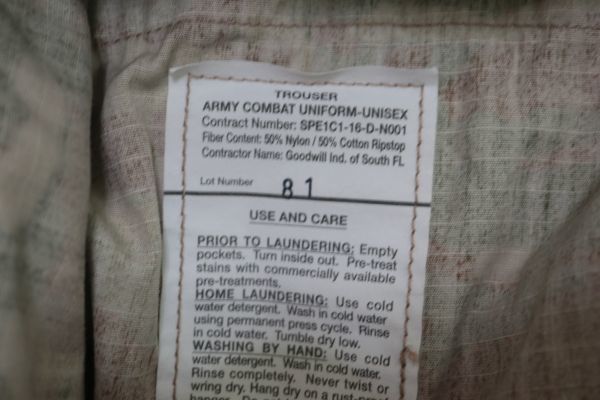 TROUSER
ARMY COMBAT UNIFORM-UNISEX
Contract Number: SPE1C1-16-D-N001
Fiber Content: 50% Nylon / 50% Cotton Ripstop
Contractor Name: Goodwill Ind. of South FL
Lot Number 81
USE AND CARE
PRIOR TO LAUNDERING: Empty
pockets. Turn inside out. Pre-treat
stains with commercially available
pre-treatments.
HOME LAUNDERING: Use cold
water detergent. Wash in cold water
using permanent press cycle. Rinse
in cold water. Tumble dry low.
WASHING BY HAND: Use cold
water detergent. Wash in cold water.
Rinse completely. Never twist or
wring dry. Hang dry on a rust-proof